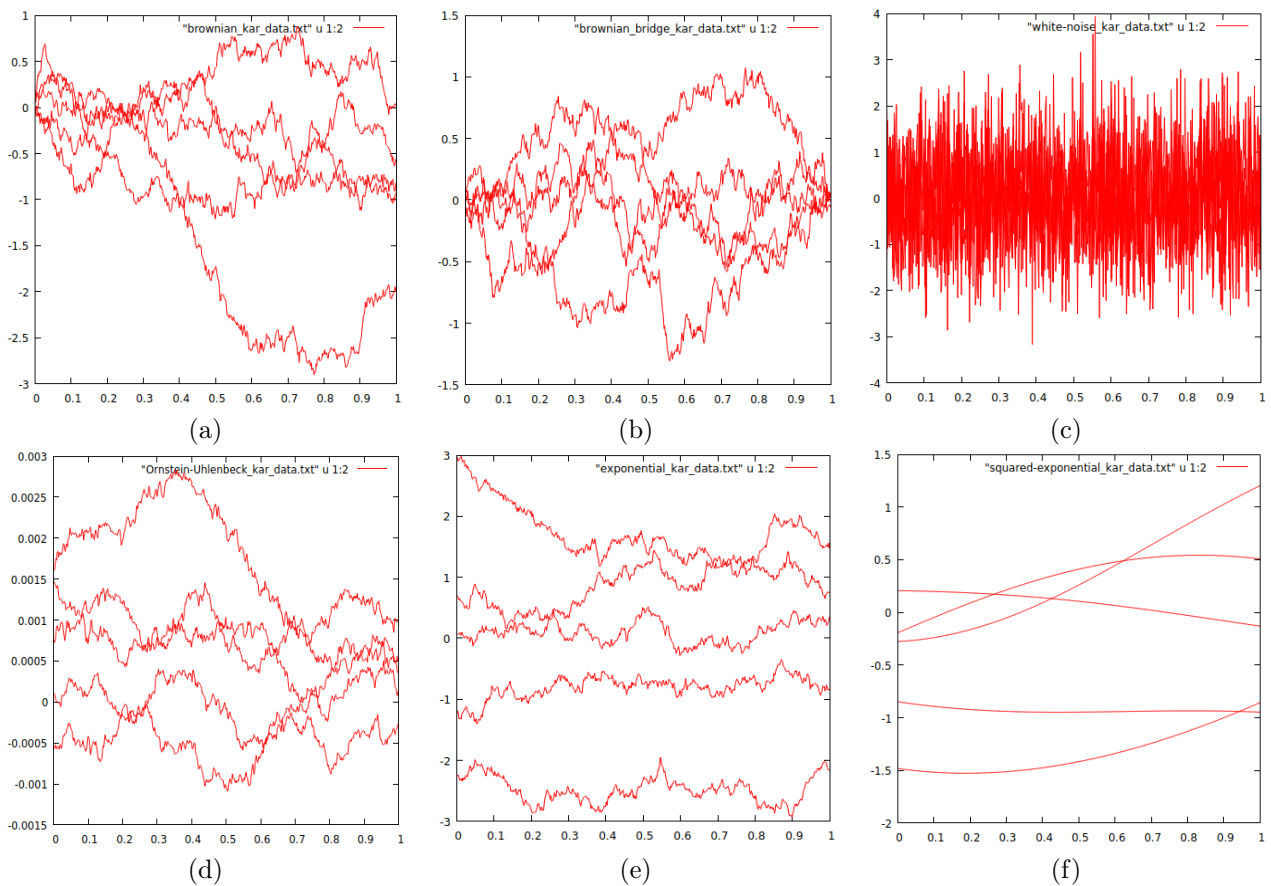 "brownian_kar_data.txt" u 1:2
1
0.5
0
-0.5
-1
-1.5
-2
-2.5
-3
0 0.1 0.2 0.3 0.4 0.5 0.6 0.7 0.8 0.9 1
(a)
"brownian_bridge_kar_data.txt" u 1:2
1.5
1
0.5
0
-0.5
-1
-1.5
0 0.1 0.2 0.3 0.4 0.5 0.6 0.7 0.8 0.9 1
(b)
"white-noise_kar_data.txt" u 1:2
4
3
2
1
0
-1
-2
-3
-4
0 0.1 0.2 0.3 0.4 0.5 0.6 0.7 0.8 0.9 1
(c)
"Ornstein-Uhlenbeck_kar_data.txt" u 1:2
0.003
0.0025
0.002
0.0015
0.001
0.0005
0
-0.0005
-0.001
-0.0015
0 0.1 0.2 0.3 0.4 0.5 0.6 0.7 0.8 0.9 1
(d)
"exponential_kar_data.txt" u 1:2
3
2
1
0
-1
-2
-3
0 0.1 0.2 0.3 0.4 0.5 0.6 0.7 0.8 0.9 1
(e)
"squared-exponential_kar_data.txt" u 1:2
1.5
1
0.5
0
-0.5
-1
-1.5
-2
0 0.1 0.2 0.3 0.4 0.5 0.6 0.7 0.8 0.9 1
(f)